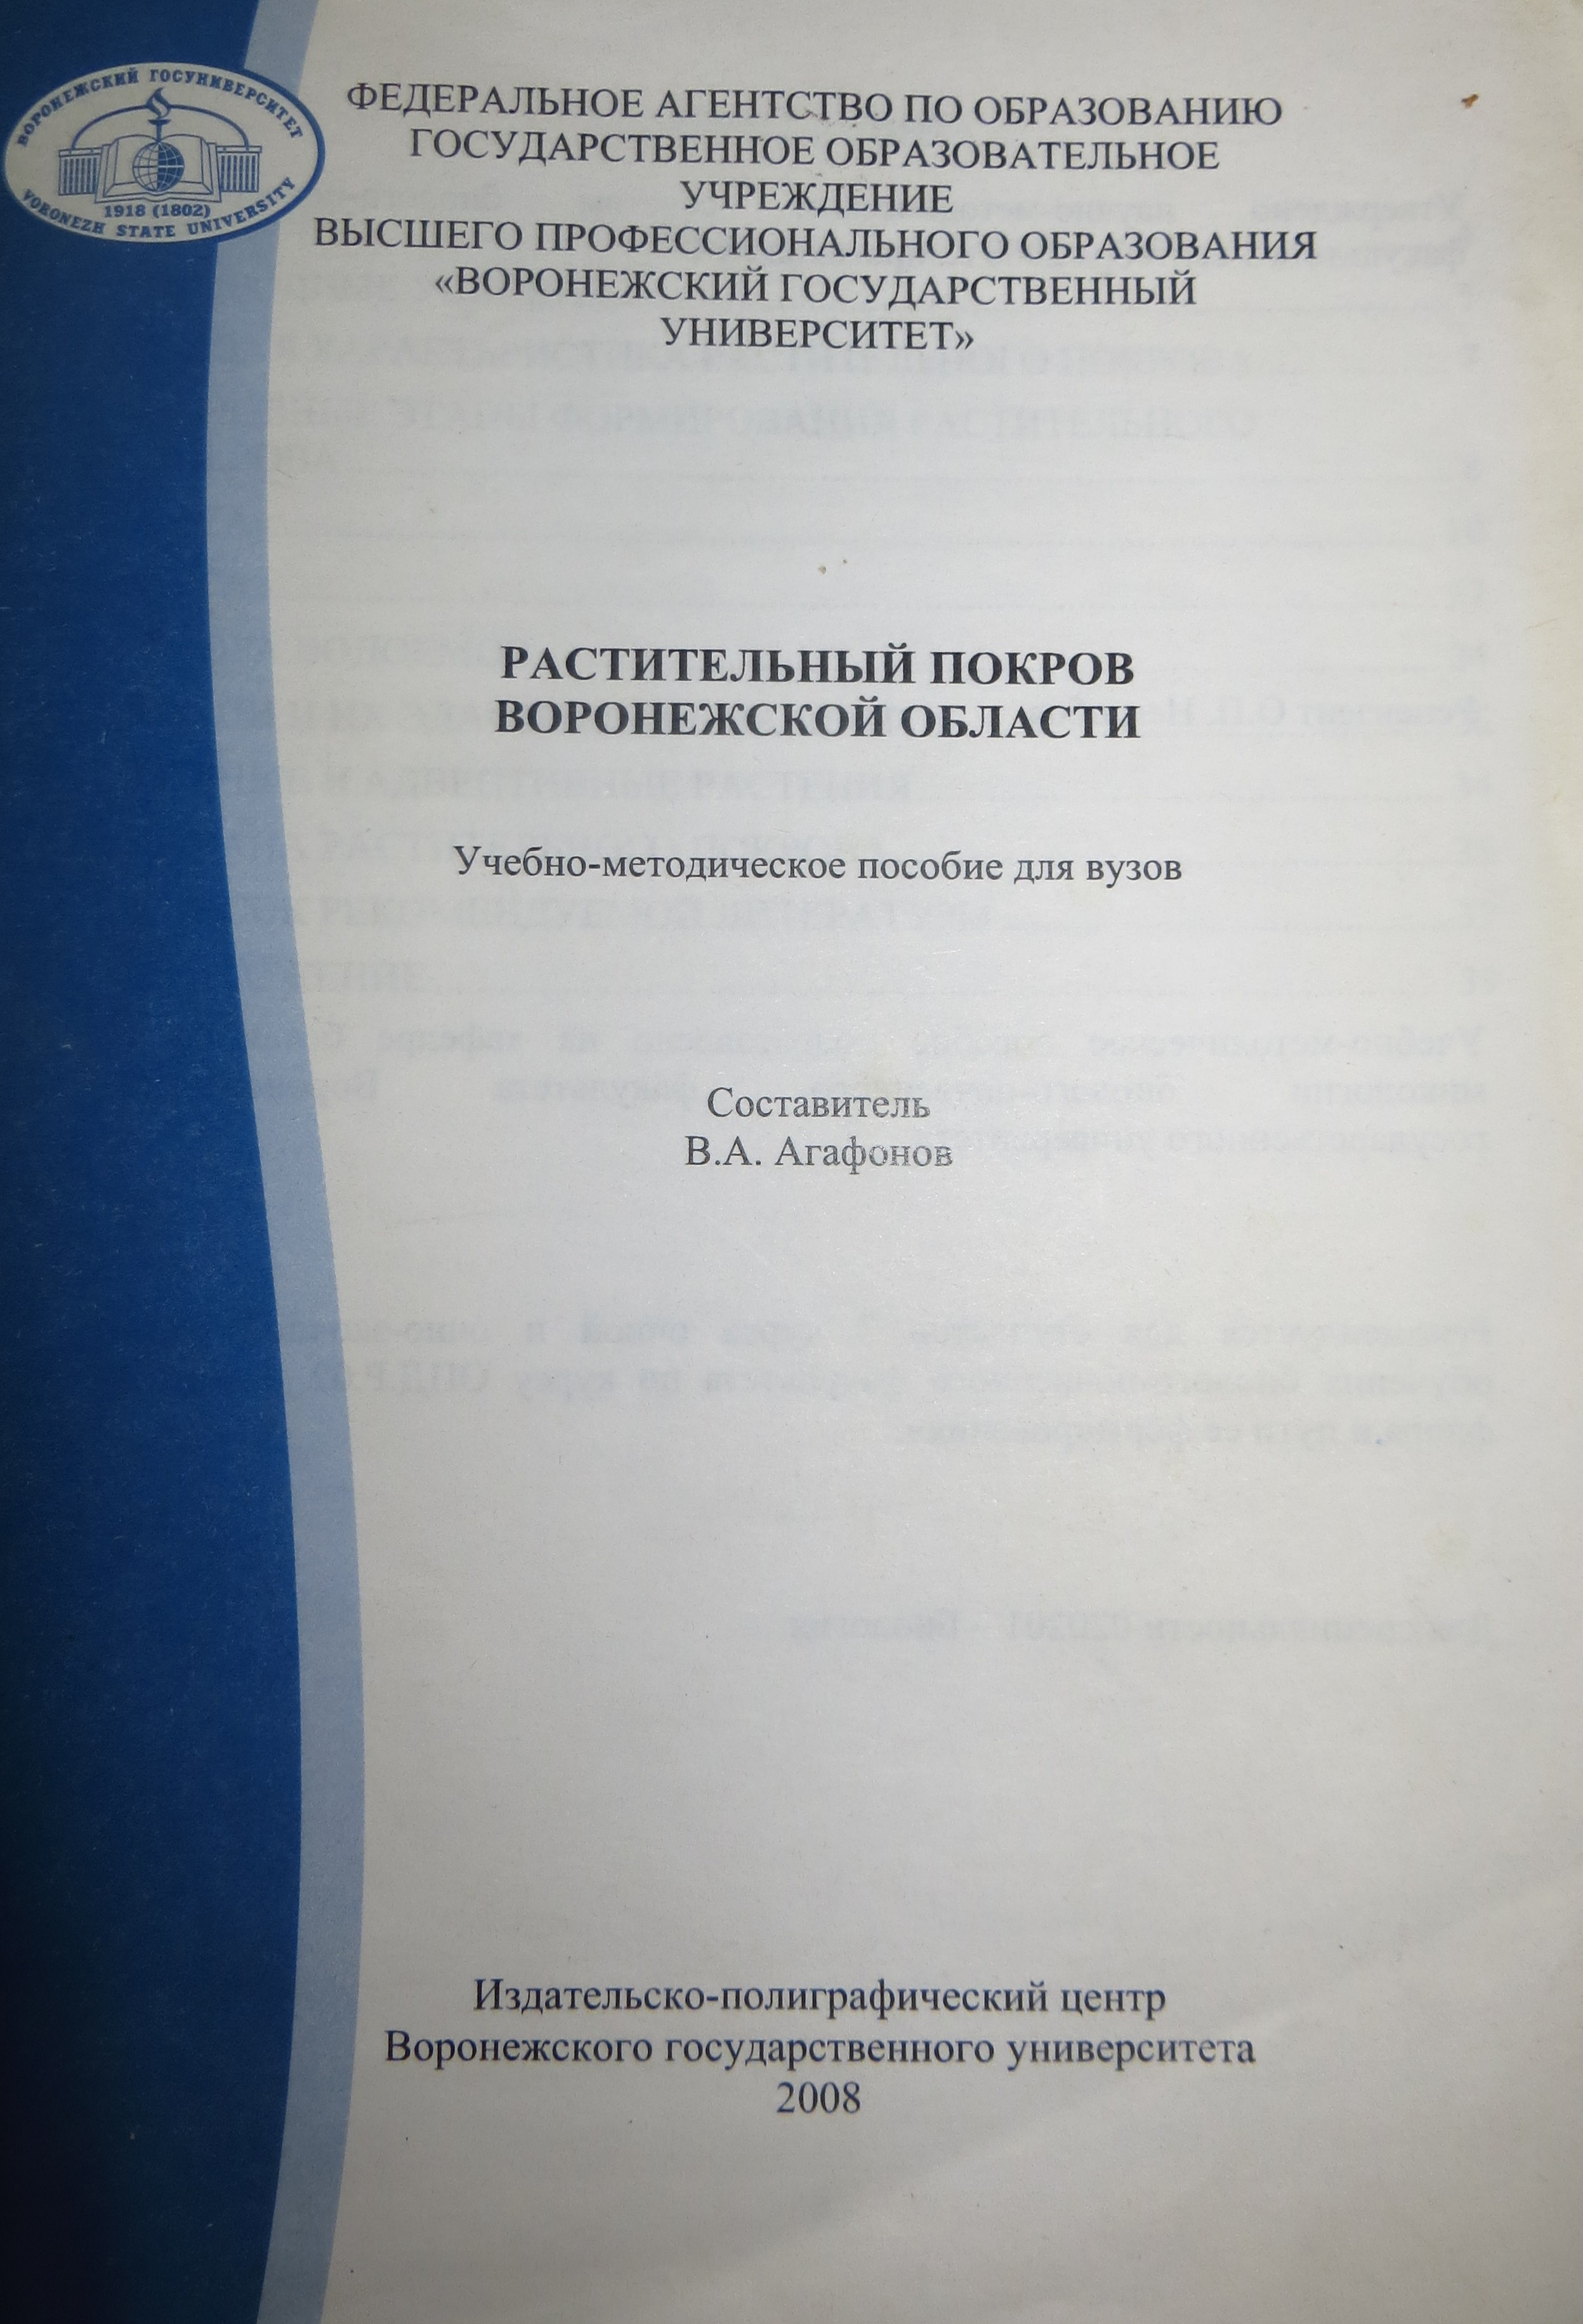 ВОРОНЕЖСКИЙ ГОСУНИВЕРСИТЕТ
1918 (1802)
VORONEZH STATE UNIVERSITY
ФЕДЕРАЛЬНОЕ АГЕНТСТВО ПО ОБРАЗОВАНИЮ
ГОСУДАРСТВЕННОЕ ОБРАЗОВАТЕЛЬНОЕ
УЧРЕЖДЕНИЕ
ВЫСШЕГО ПРОФЕССИОНАЛЬНОГО ОБРАЗОВАНИЯ
«ВОРОНЕЖСКИЙ ГОСУДАРСТВЕННЫЙ
УНИВЕРСИТЕТ»
РАСТИТЕЛЬНЫЙ ПОКРОВ
ВОРОНЕЖСКОЙ ОБЛАСТИ
Учебно-методическое пособие для вузов
Составитель
В.А. Агафонов
Издательско-полиграфический центр
Воронежского государственного университета
2008